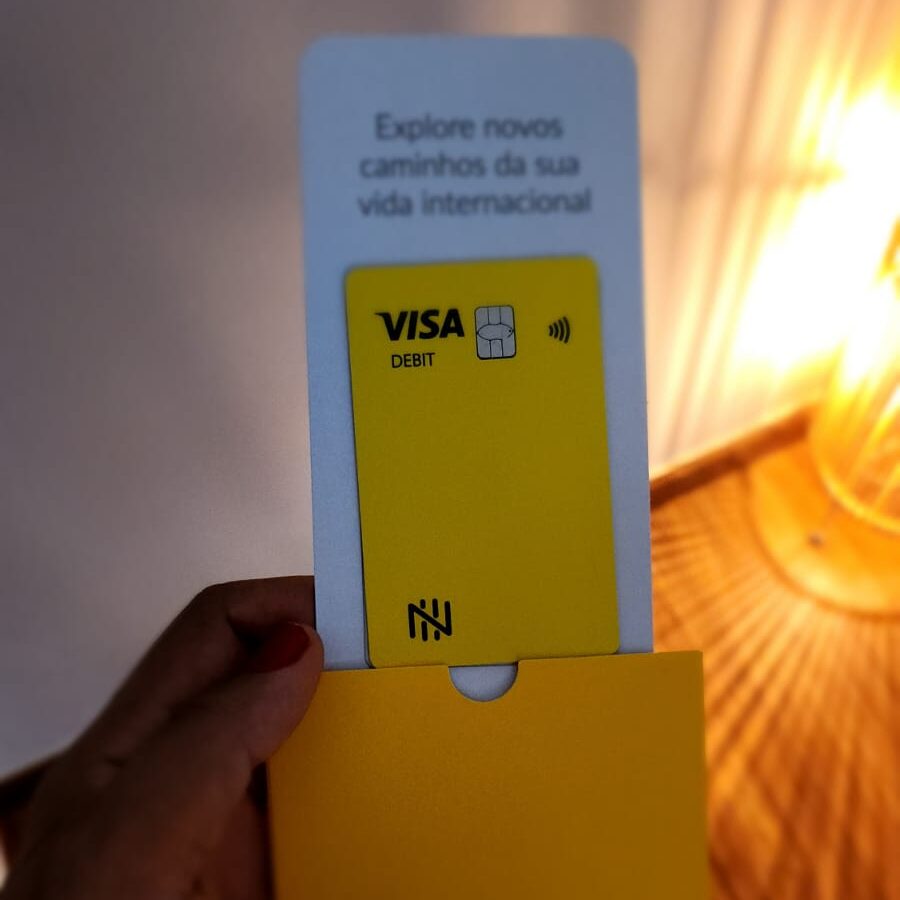 Explore novos
caminhos da sua
vida internacional
VISA
DEBIT